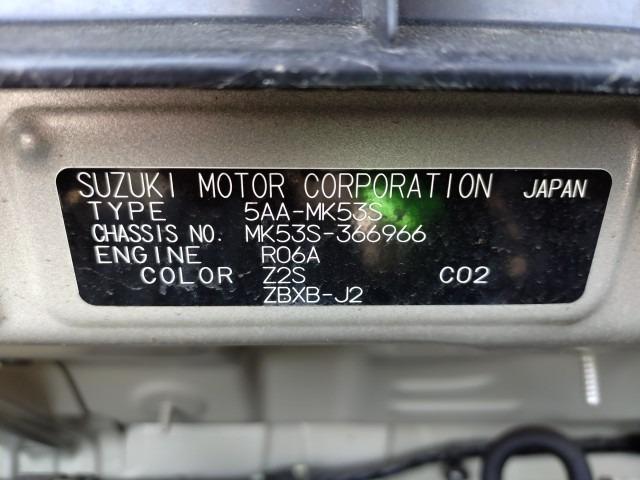 SUZUKI MOTOR CORPORATION JAPAN
TYPE 5AA-MK53S
CHASSIS NO. MK53S-366966
ENGINE R06A
COLOR Z2S C02
ZBXB-J2